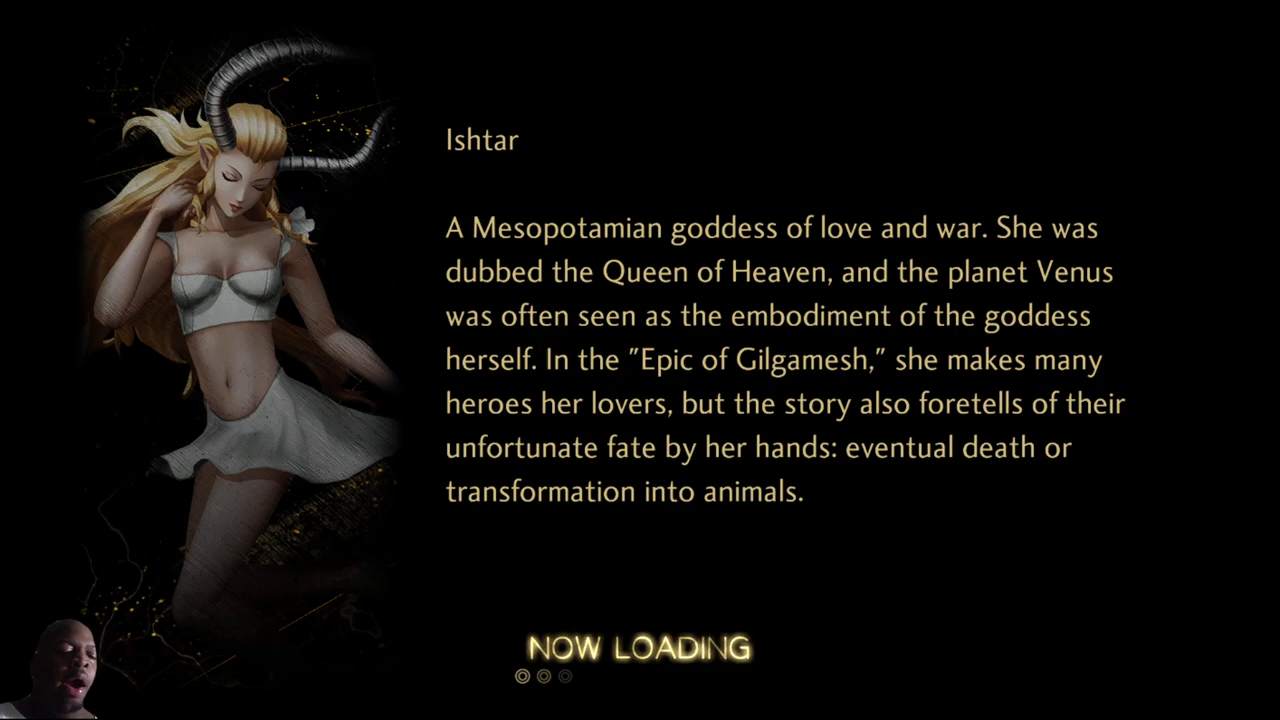 Ishtar
A Mesopotamian goddess of love and war. She was
dubbed the Queen of Heaven, and the planet Venus
was often seen as the embodiment of the goddess
herself. In the "Epic of Gilgamesh," she makes many
heroes her lovers, but the story also foretells of their
unfortunate fate by her hands: eventual death or
transformation into animals.
NOW LOADING